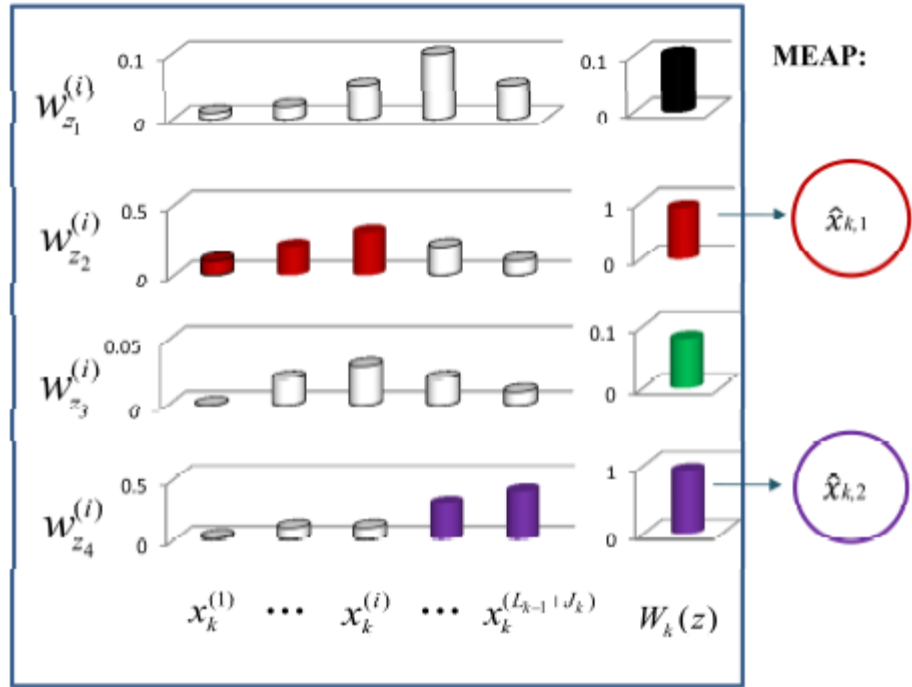 0.1 0 0.1 0 MEAP:
w_{z_1}^{(i)}
0.5 0 1 0
w_{z_2}^{(i)} x̂_{k,1}
0.05 0 0.1 0
w_{z_3}^{(i)}
0.5 0 1 0
w_{z_4}^{(i)} x̂_{k,2}
x_k^{(1)} ... x_k^{(i)} ... x_k^{(L_{k-1}+J_k)} W_k(z)